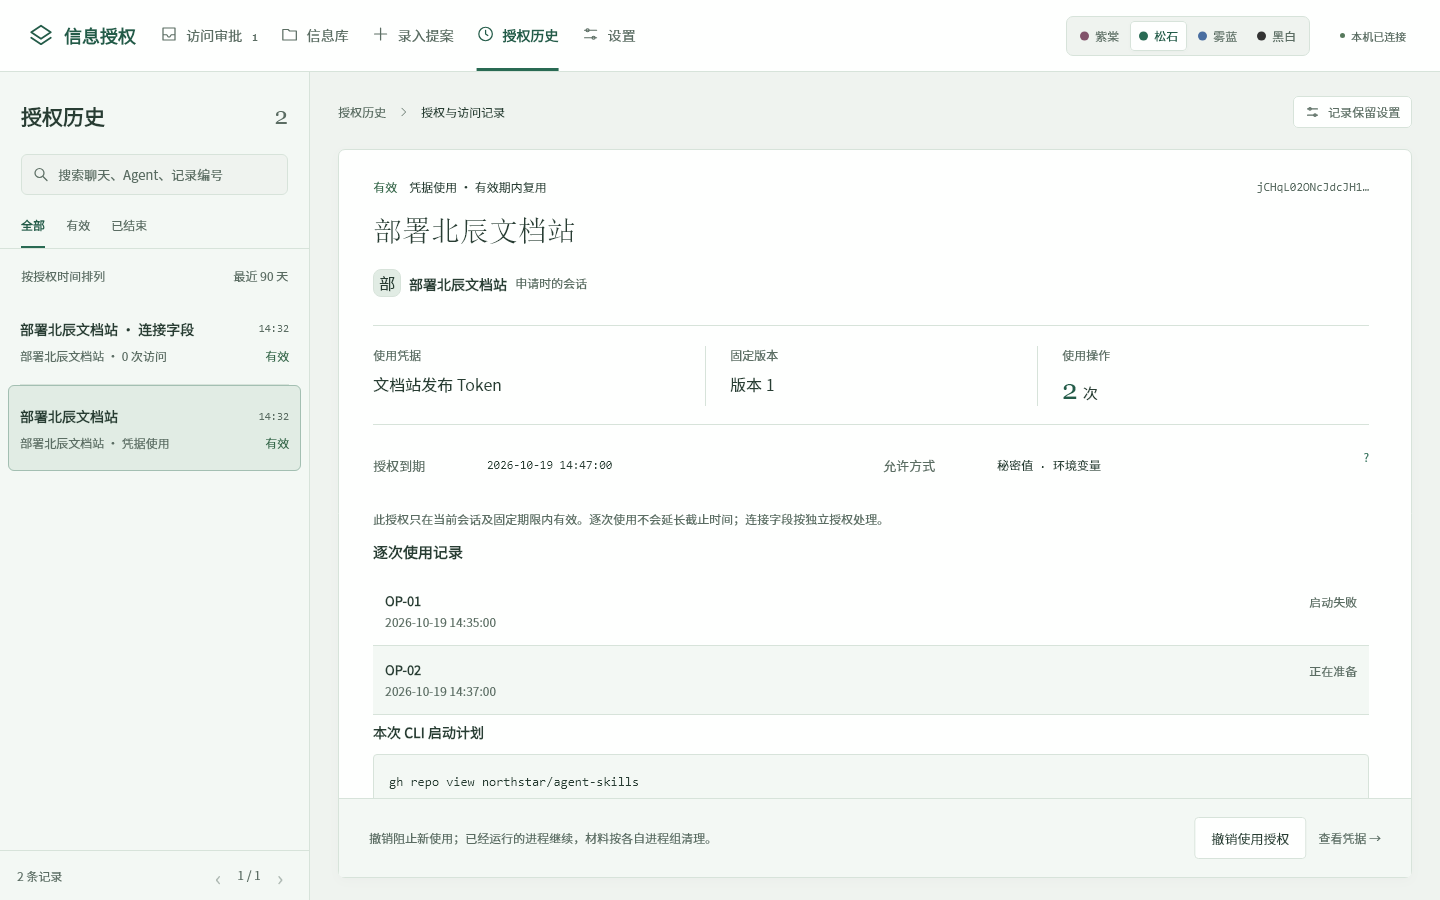 信息授权
访问审批 1
信息库
录入提案
授权历史
设置
紫棠
松石
雾蓝
黑白
本机已连接
授权历史 2
搜索聊天、Agent、记录编号
全部 有效 已结束
按授权时间排列 最近 90 天
部署北辰文档站 · 连接字段 14:32
部署北辰文档站 · 0 次访问 有效
部署北辰文档站 14:32
部署北辰文档站 · 凭据使用 有效
2 条记录 ‹ 1 / 1 ›
授权历史 > 授权与访问记录
记录保留设置
有效 凭据使用 · 有效期内复用 jCHqL02ONcJdcJH1…
部署北辰文档站
部 部署北辰文档站 申请时的会话
使用凭据 固定版本 使用操作
文档站发布 Token 版本 1 2 次
授权到期 2026-10-19 14:47:00 允许方式 秘密值 · 环境变量 ?
此授权只在当前会话及固定期限内有效。逐次使用不会延长截止时间；连接字段按独立授权处理。
逐次使用记录
OP-01 启动失败
2026-10-19 14:35:00
OP-02 正在准备
2026-10-19 14:37:00
本次 CLI 启动计划
gh repo view northstar/agent-skills
撤销阻止新使用；已经运行的进程继续，材料按各自进程组清理。
撤销使用授权
查看凭据 →